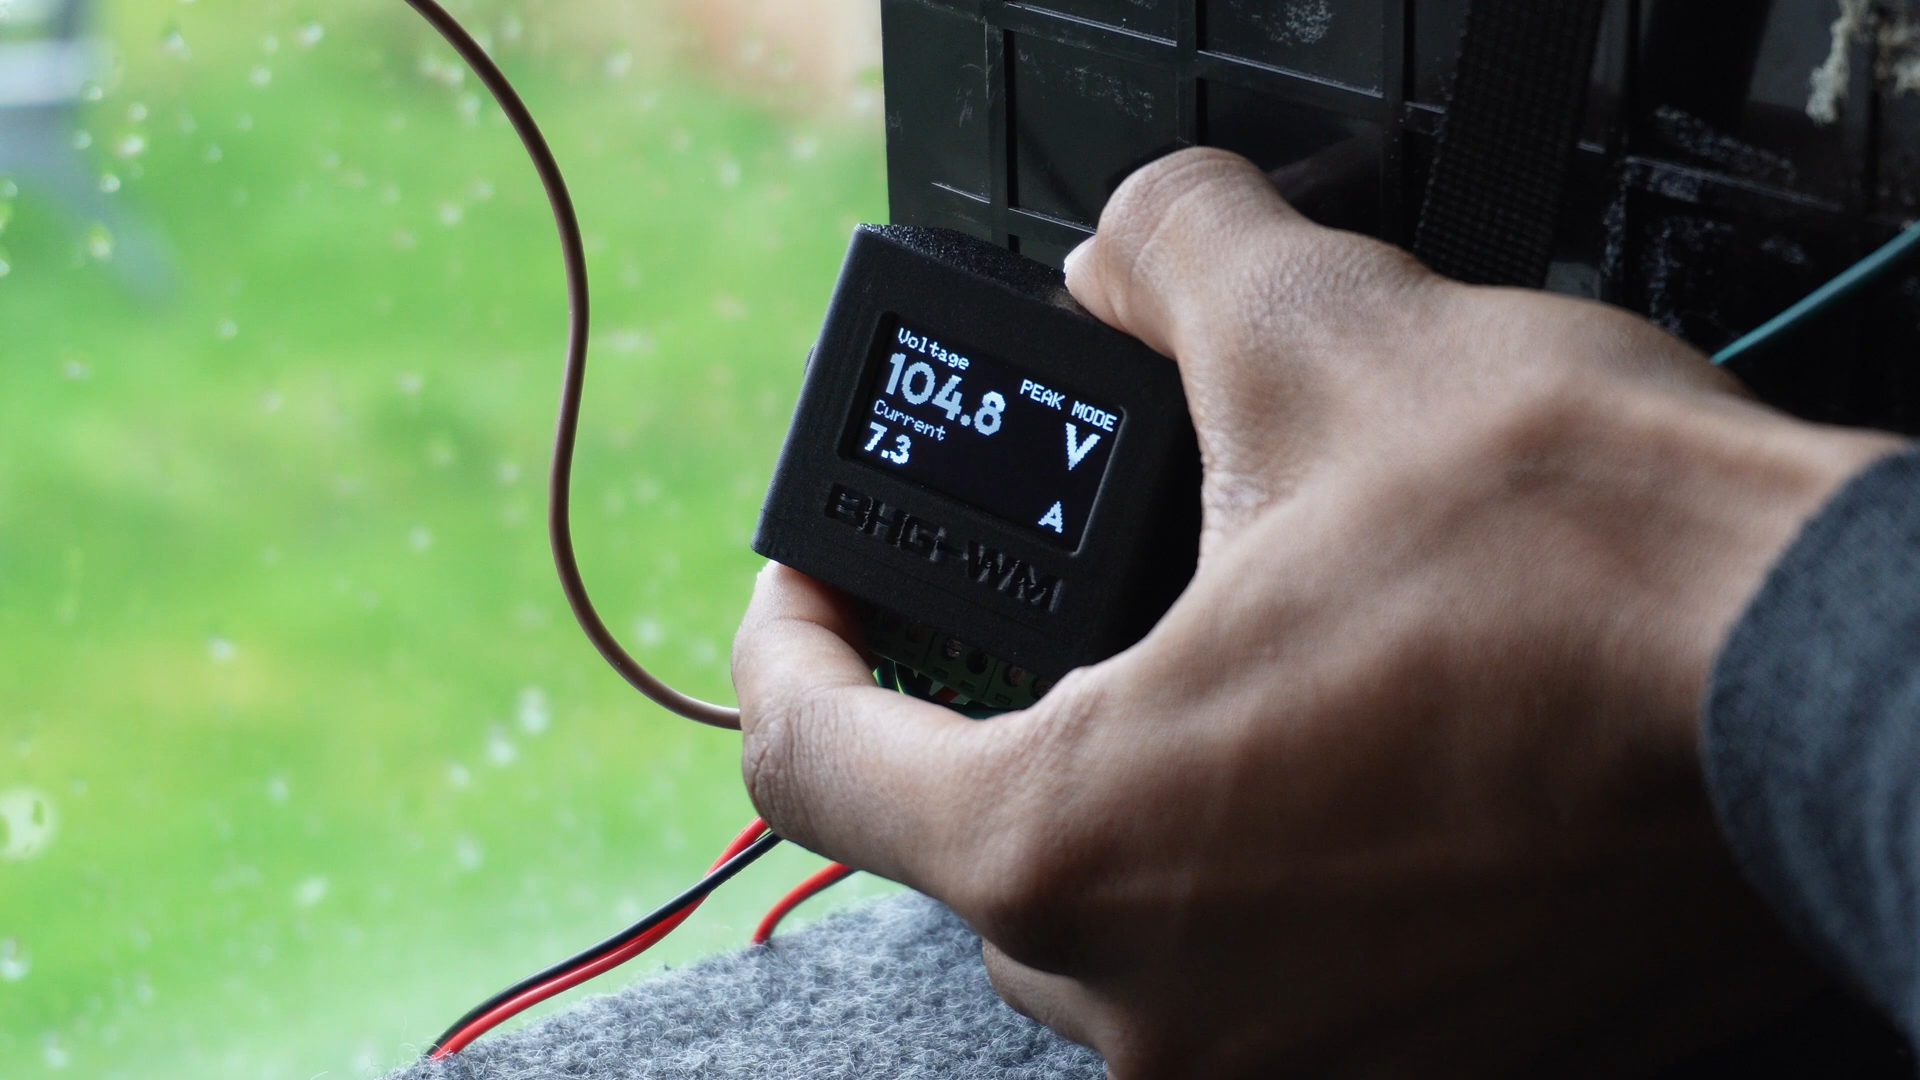 Voltage
104.8
PEAK MODE
V
Current
7.3
A
BHG-WM